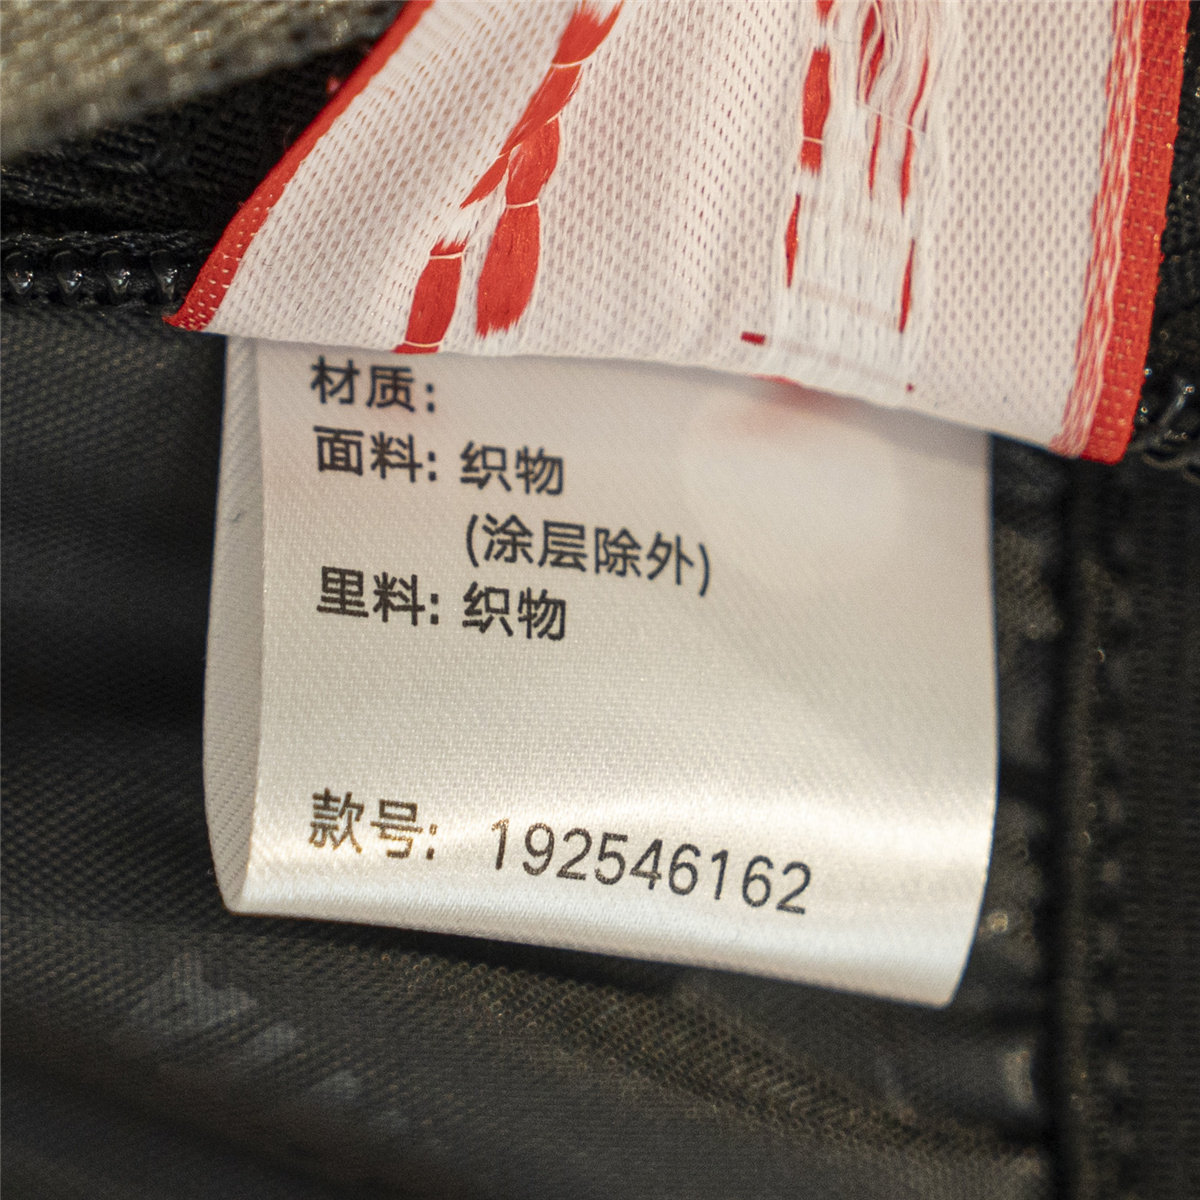 材质:
面料: 织物
(涂层除外)
里料: 织物
款号: 192546162